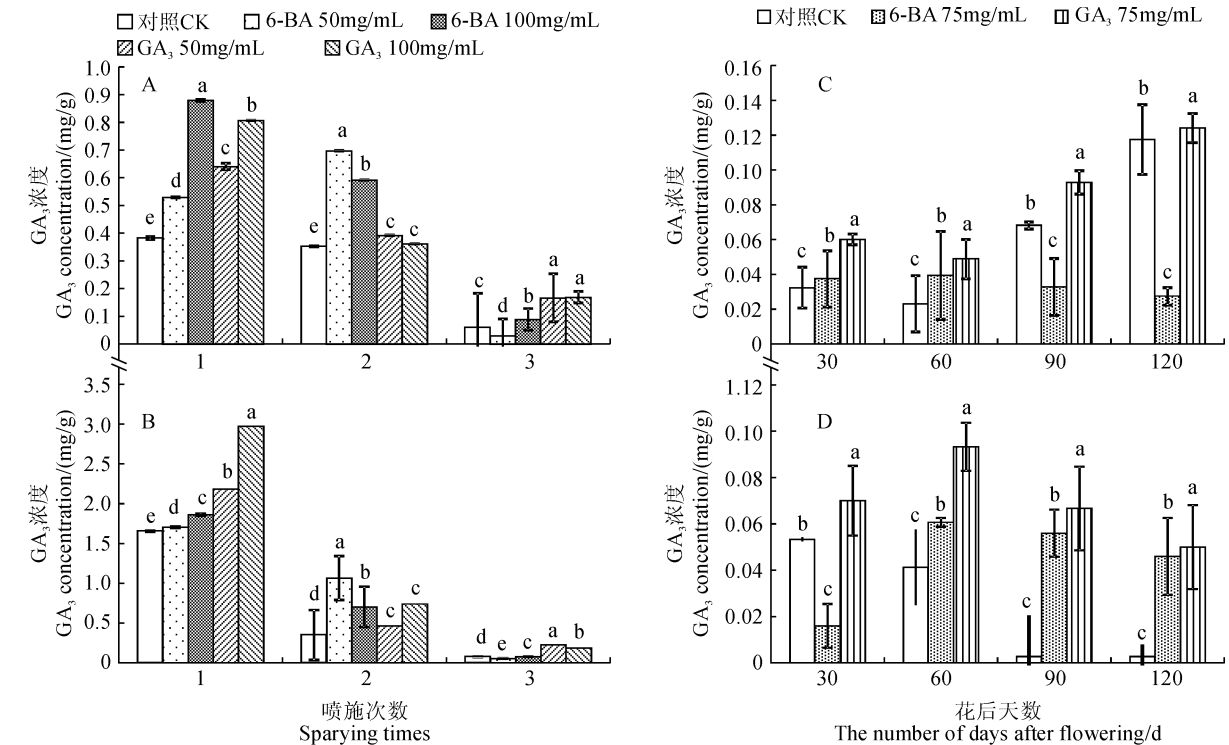 对照CK 6-BA 50mg/mL 6-BA 100mg/mL
GA₃ 50mg/mL GA₃ 100mg/mL
A
GA₃浓度
GA₃ concentration/(mg/g)
1.0
0.9
0.8
0.7
0.6
0.5
0.4
0.3
0.2
0.1
0
e d a c b
e a b c c
c d b a a
1 2 3
B
GA₃浓度
GA₃ concentration/(mg/g)
3.5
3.0
2.5
2.0
1.5
1.0
0.5
0
e d c b a
d a b c c
d e c a b
1 2 3
喷施次数
Sparying times
对照CK 6-BA 75mg/mL GA₃ 75mg/mL
C
GA₃浓度
GA₃ concentration/(mg/g)
0.16
0.14
0.12
0.10
0.08
0.06
0.04
0.02
0
c b a
c b a
b c a
b c a
30 60 90 120
D
GA₃浓度
GA₃ concentration/(mg/g)
1.12
0.10
0.08
0.06
0.04
0.02
0
b c a
c b a
c b a
c b a
30 60 90 120
花后天数
The number of days after flowering/d